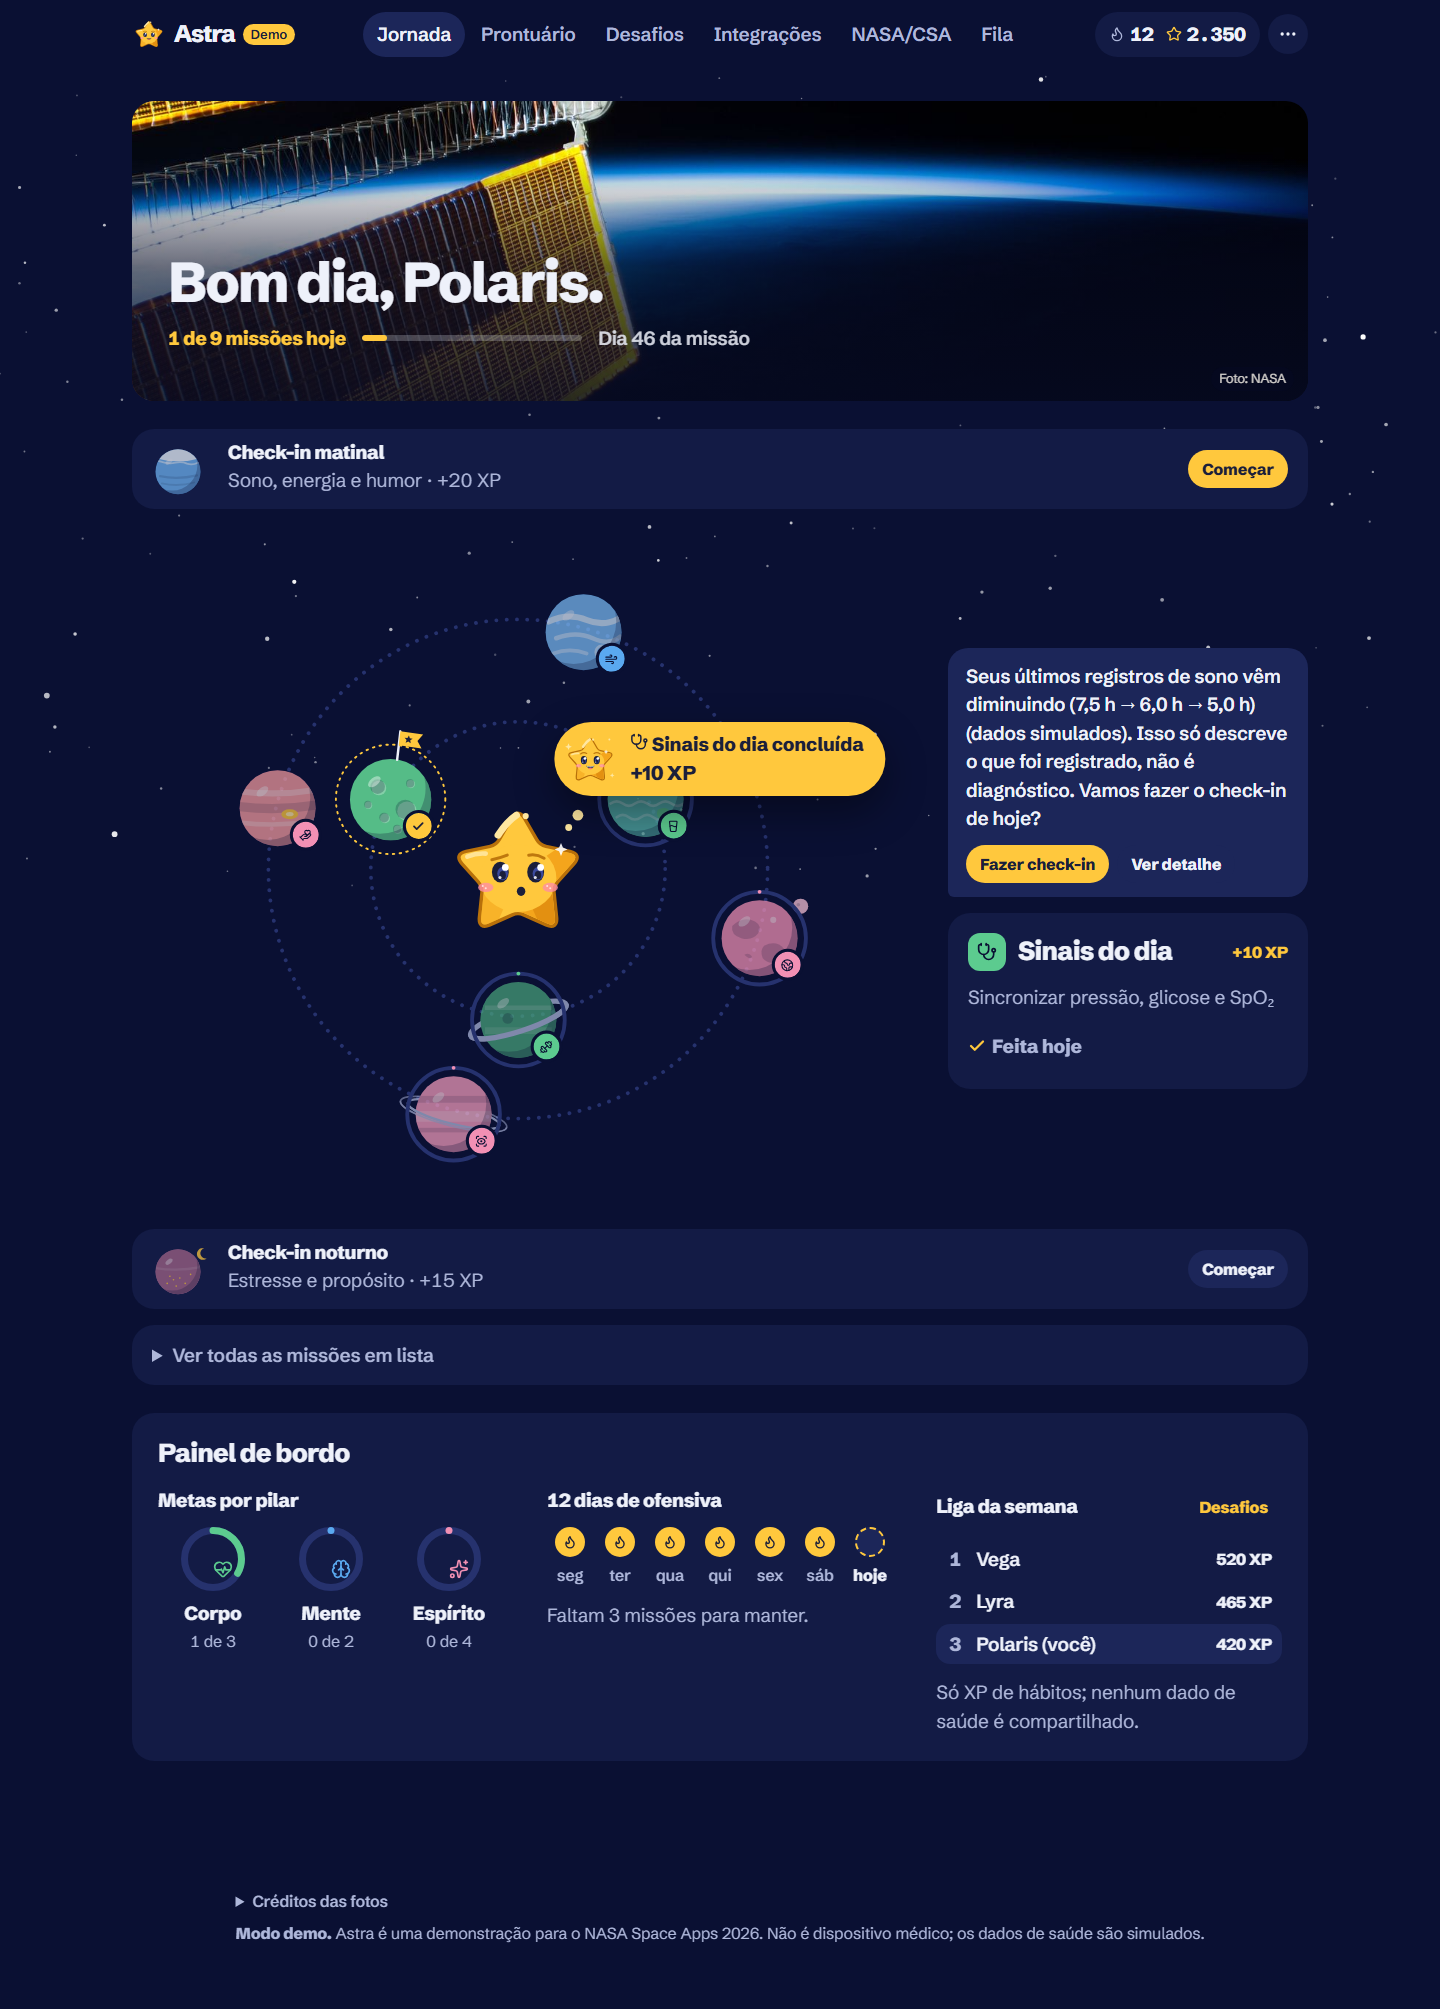 Astra Demo
Jornada Prontuário Desafios Integrações NASA/CSA Fila
12 2.350
Bom dia, Polaris.
1 de 9 missões hoje Dia 46 da missão
Foto: NASA
Check-in matinal
Sono, energia e humor · +20 XP
Começar
Sinais do dia concluída
+10 XP
Seus últimos registros de sono vêm
diminuindo (7,5 h → 6,0 h → 5,0 h)
(dados simulados). Isso só descreve
o que foi registrado, não é
diagnóstico. Vamos fazer o check-in
de hoje?
Fazer check-in Ver detalhe
Sinais do dia +10 XP
Sincronizar pressão, glicose e SpO₂
Feita hoje
Check-in noturno
Estresse e propósito · +15 XP
Começar
Ver todas as missões em lista
Painel de bordo
Metas por pilar
Corpo Mente Espírito
1 de 3 0 de 2 0 de 4
12 dias de ofensiva
seg ter qua qui sex sáb hoje
Faltam 3 missões para manter.
Liga da semana Desafios
1 Vega 520 XP
2 Lyra 465 XP
3 Polaris (você) 420 XP
Só XP de hábitos; nenhum dado de
saúde é compartilhado.
Créditos das fotos
Modo demo. Astra é uma demonstração para o NASA Space Apps 2026. Não é dispositivo médico; os dados de saúde são simulados.